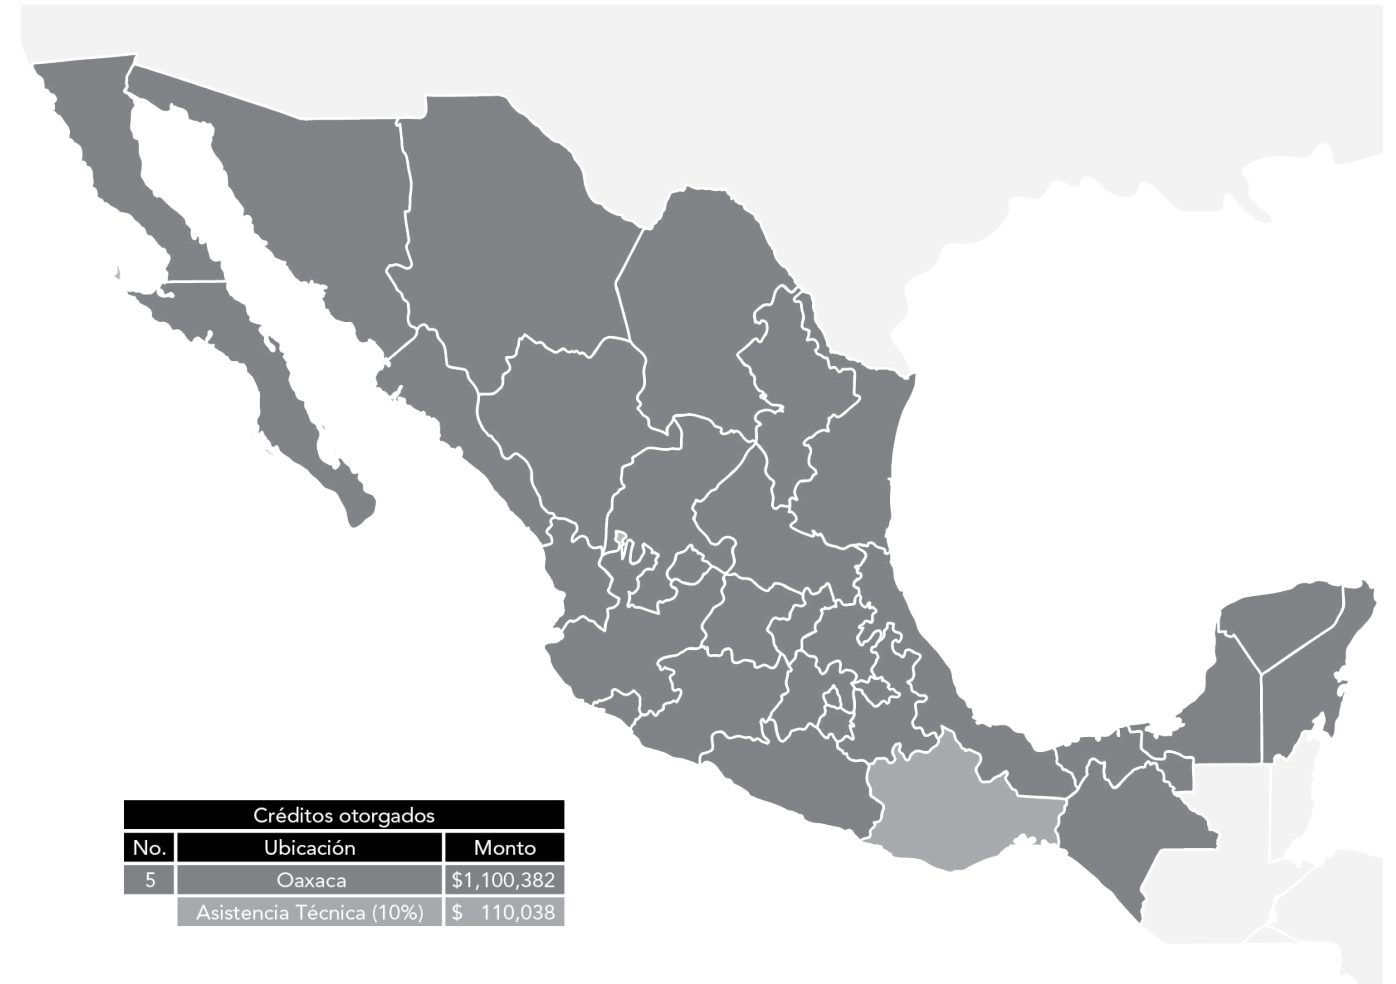 Créditos otorgados
No. Ubicación Monto
5 Oaxaca $1,100,382
Asistencia Técnica (10%) $ 110,038